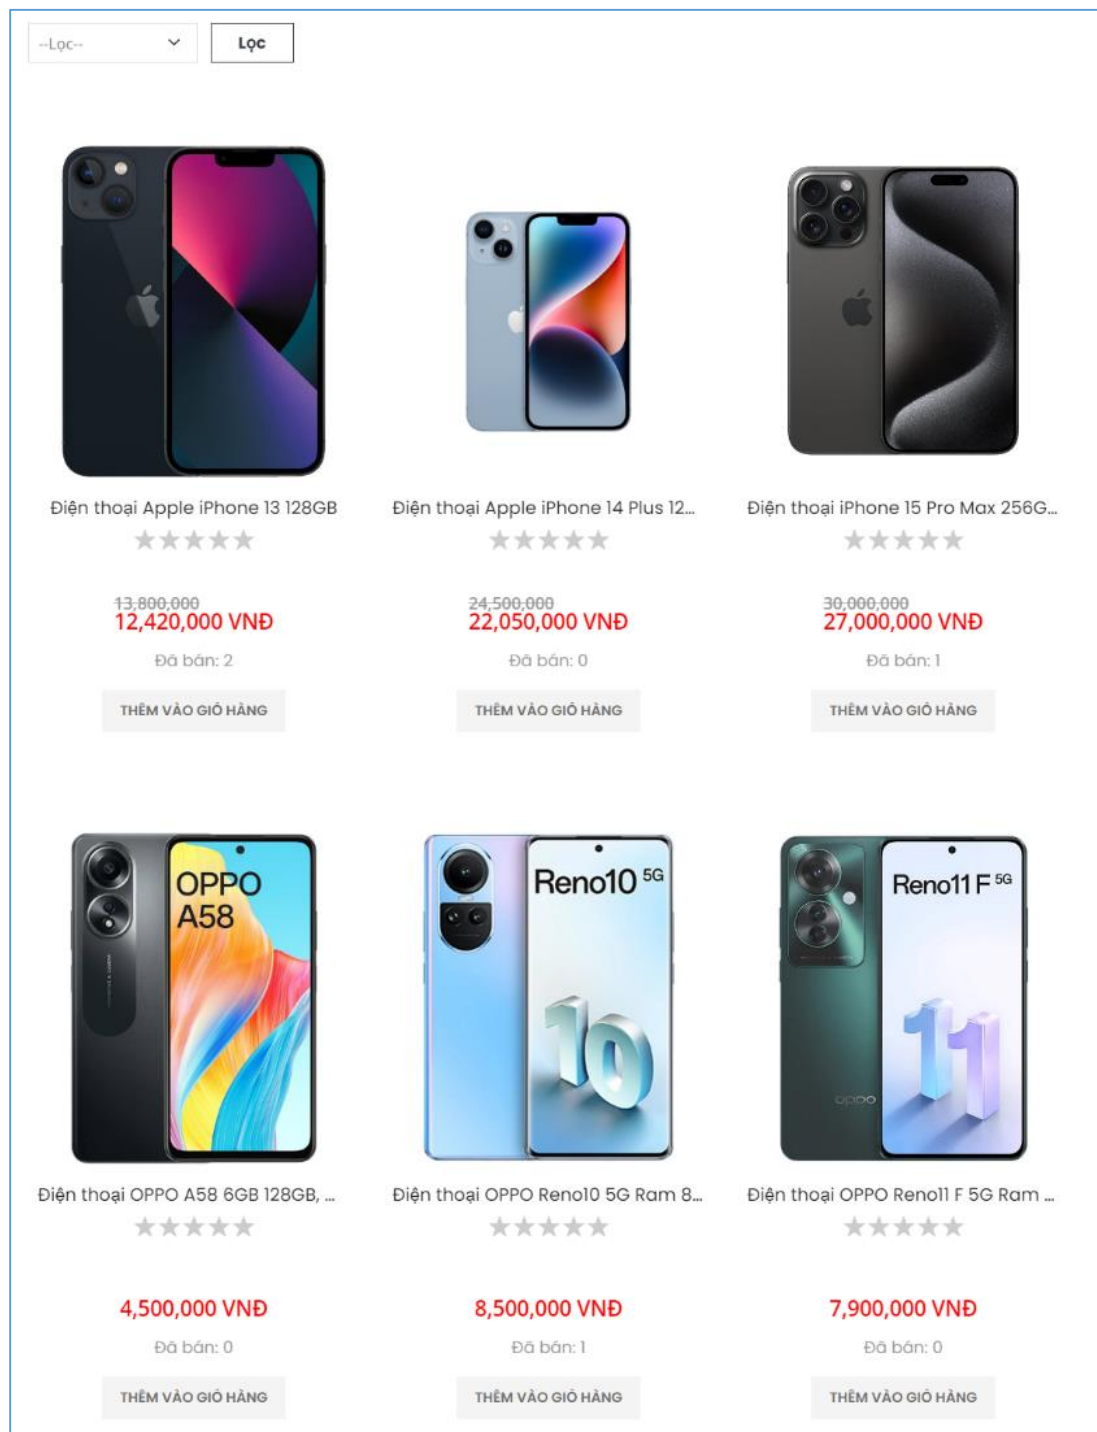 --Lọc--
Lọc
Điện thoại Apple iPhone 13 128GB
Điện thoại Apple iPhone 14 Plus 12...
Điện thoại iPhone 15 Pro Max 256G...
13,800,000
12,420,000 VNĐ
24,500,000
22,050,000 VNĐ
30,000,000
27,000,000 VNĐ
Đã bán: 2
Đã bán: 0
Đã bán: 1
THÊM VÀO GIỎ HÀNG
THÊM VÀO GIỎ HÀNG
THÊM VÀO GIỎ HÀNG
OPPO
A58
Reno10 5G
10
Reno11 F 5G
11
oppo
Điện thoại OPPO A58 6GB 128GB, ...
Điện thoại OPPO Reno10 5G Ram 8...
Điện thoại OPPO Reno11 F 5G Ram ...
4,500,000 VNĐ
8,500,000 VNĐ
7,900,000 VNĐ
Đã bán: 0
Đã bán: 1
Đã bán: 0
THÊM VÀO GIỎ HÀNG
THÊM VÀO GIỎ HÀNG
THÊM VÀO GIỎ HÀNG